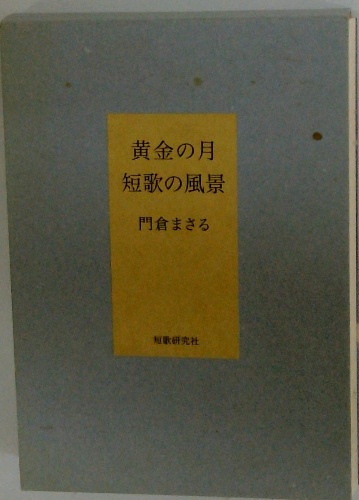 黄金の月
短歌の風景
門倉まさる
短歌研究社